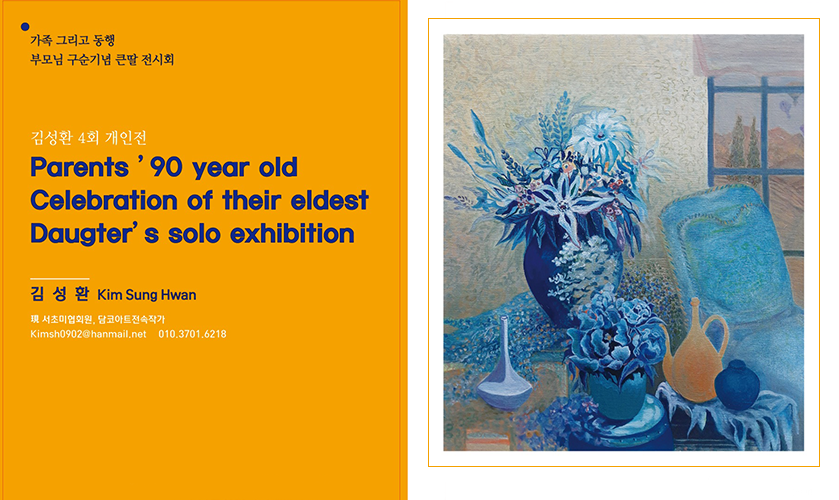 가족 그리고 동행
부모님 구순기념 큰딸 전시회
김성환 4회 개인전
Parents ’ 90 year old
Celebration of their eldest
Daugter’ s solo exhibition
김 성 환 Kim Sung Hwan
現 서초미협회원, 담코아트전속작가
Kimsh0902@hanmail.net 010.3701.6218